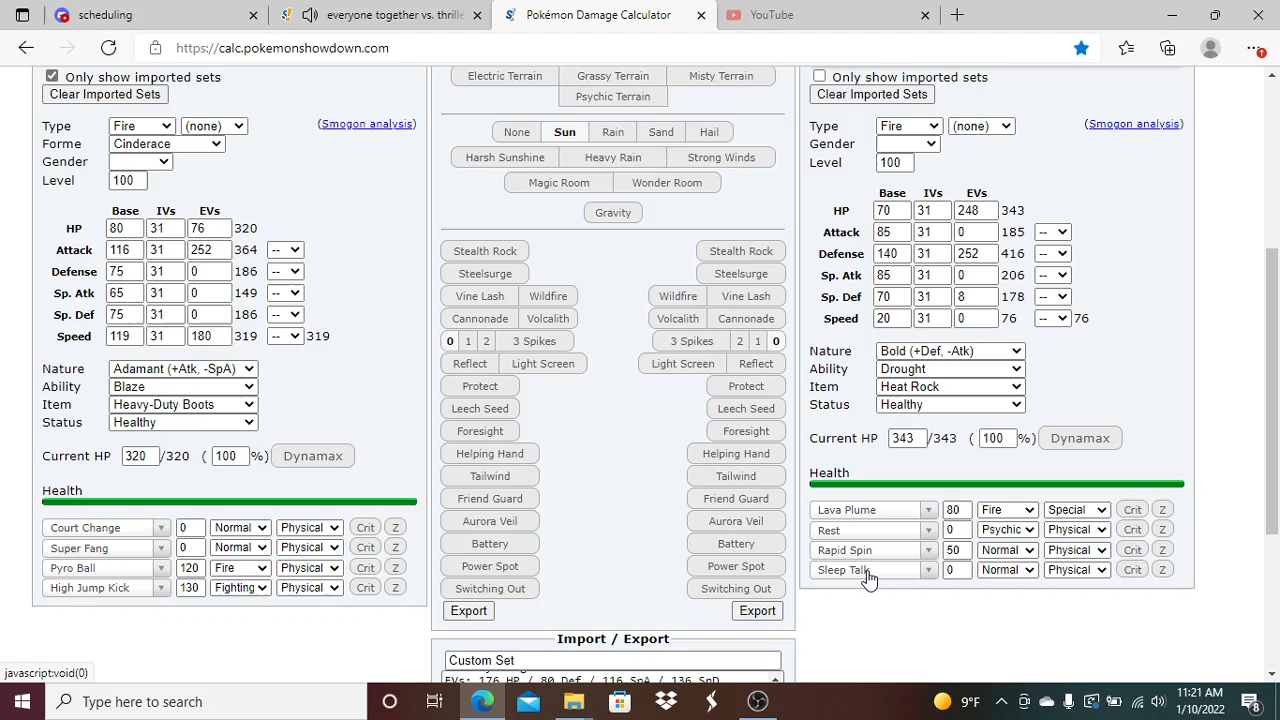 scheduling
everyone together vs. thrille
Pokémon Damage Calculator
YouTube
https://calc.pokemonshowdown.com
Only show imported sets
Clear Imported Sets
Type Fire (none) (Smogon analysis)
Forme Cinderace
Gender
Level 100
Base IVs EVs
HP 80 31 76 320
Attack 116 31 252 364 --
Defense 75 31 0 186 --
Sp. Atk 65 31 0 149 --
Sp. Def 75 31 0 186 --
Speed 119 31 180 319 -- 319
Nature Adamant (+Atk, -SpA)
Ability Blaze
Item Heavy-Duty Boots
Status Healthy
Current HP 320 /320 ( 100 %) Dynamax
Health
Court Change 0 Normal Physical Crit Z
Super Fang 0 Normal Physical Crit Z
Pyro Ball 120 Fire Physical Crit Z
High Jump Kick 130 Fighting Physical Crit Z
Electric Terrain Grassy Terrain Misty Terrain
Psychic Terrain
None Sun Rain Sand Hail
Harsh Sunshine Heavy Rain Strong Winds
Magic Room Wonder Room
Gravity
Stealth Rock Stealth Rock
Steelsurge Steelsurge
Vine Lash Wildfire Wildfire Vine Lash
Cannonade Volcalith Volcalith Cannonade
0 1 2 3 Spikes 3 Spikes 2 1 0
Reflect Light Screen Light Screen Reflect
Protect Protect
Leech Seed Leech Seed
Foresight Foresight
Helping Hand Helping Hand
Tailwind Tailwind
Friend Guard Friend Guard
Aurora Veil Aurora Veil
Battery Battery
Power Spot Power Spot
Switching Out Switching Out
Export Export
Import / Export
Custom Set
EVs: 176 HP / 80 Def / 116 SpA / 136 SpD
Only show imported sets
Clear Imported Sets
Type Fire (none) (Smogon analysis)
Gender
Level 100
Base IVs EVs
HP 70 31 248 343
Attack 85 31 0 185 --
Defense 140 31 252 416 --
Sp. Atk 85 31 0 206 --
Sp. Def 70 31 8 178 --
Speed 20 31 0 76 -- 76
Nature Bold (+Def, -Atk)
Ability Drought
Item Heat Rock
Status Healthy
Current HP 343 /343 ( 100 %) Dynamax
Health
Lava Plume 80 Fire Special Crit Z
Rest 0 Psychic Physical Crit Z
Rapid Spin 50 Normal Physical Crit Z
Sleep Talk 0 Normal Physical Crit Z
javascript:void(0)
Type here to search
9°F
11:21 AM
1/10/2022
8